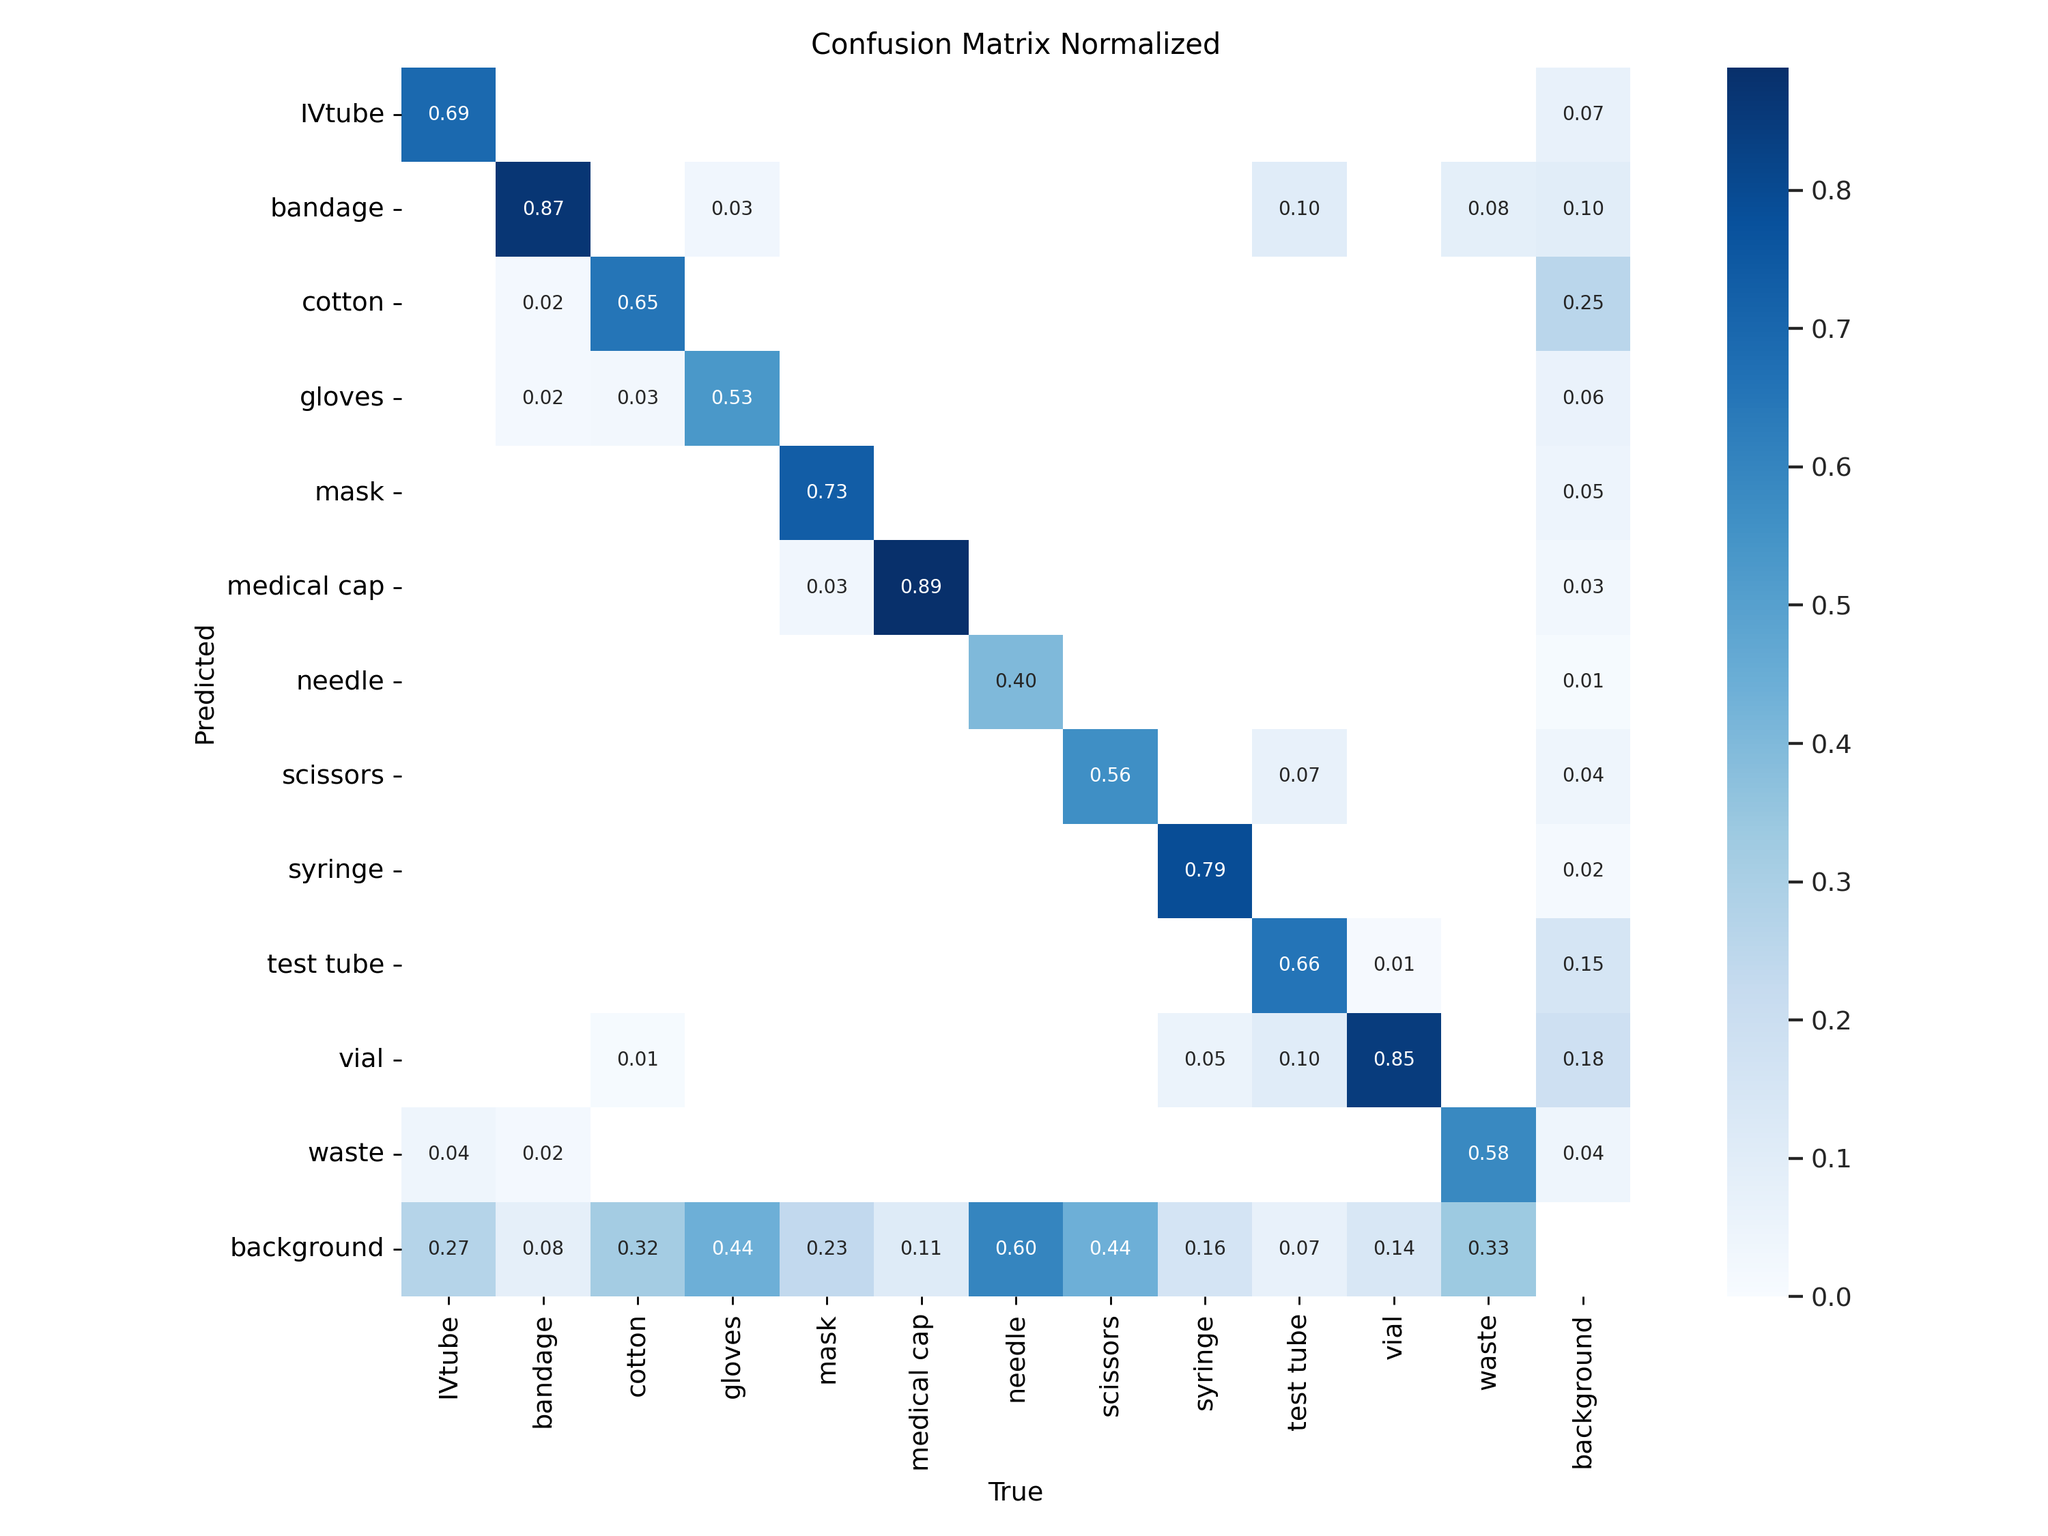 Confusion Matrix Normalized
IVtube 0.69 0.07
bandage 0.87 0.03 0.10 0.08 0.10
0.8
cotton 0.02 0.65 0.25
0.7
gloves 0.02 0.03 0.53 0.06
0.6
mask 0.73 0.05
medical cap 0.03 0.89 0.03
0.5
Predicted
needle 0.40 0.01
0.4
scissors 0.56 0.07 0.04
syringe 0.79 0.02
0.3
test tube 0.66 0.01 0.15
0.2
vial 0.01 0.05 0.10 0.85 0.18
waste 0.04 0.02 0.58 0.04
0.1
background 0.27 0.08 0.32 0.44 0.23 0.11 0.60 0.44 0.16 0.07 0.14 0.33
0.0
IVtube bandage cotton gloves mask medical cap needle scissors syringe test tube vial waste background
True